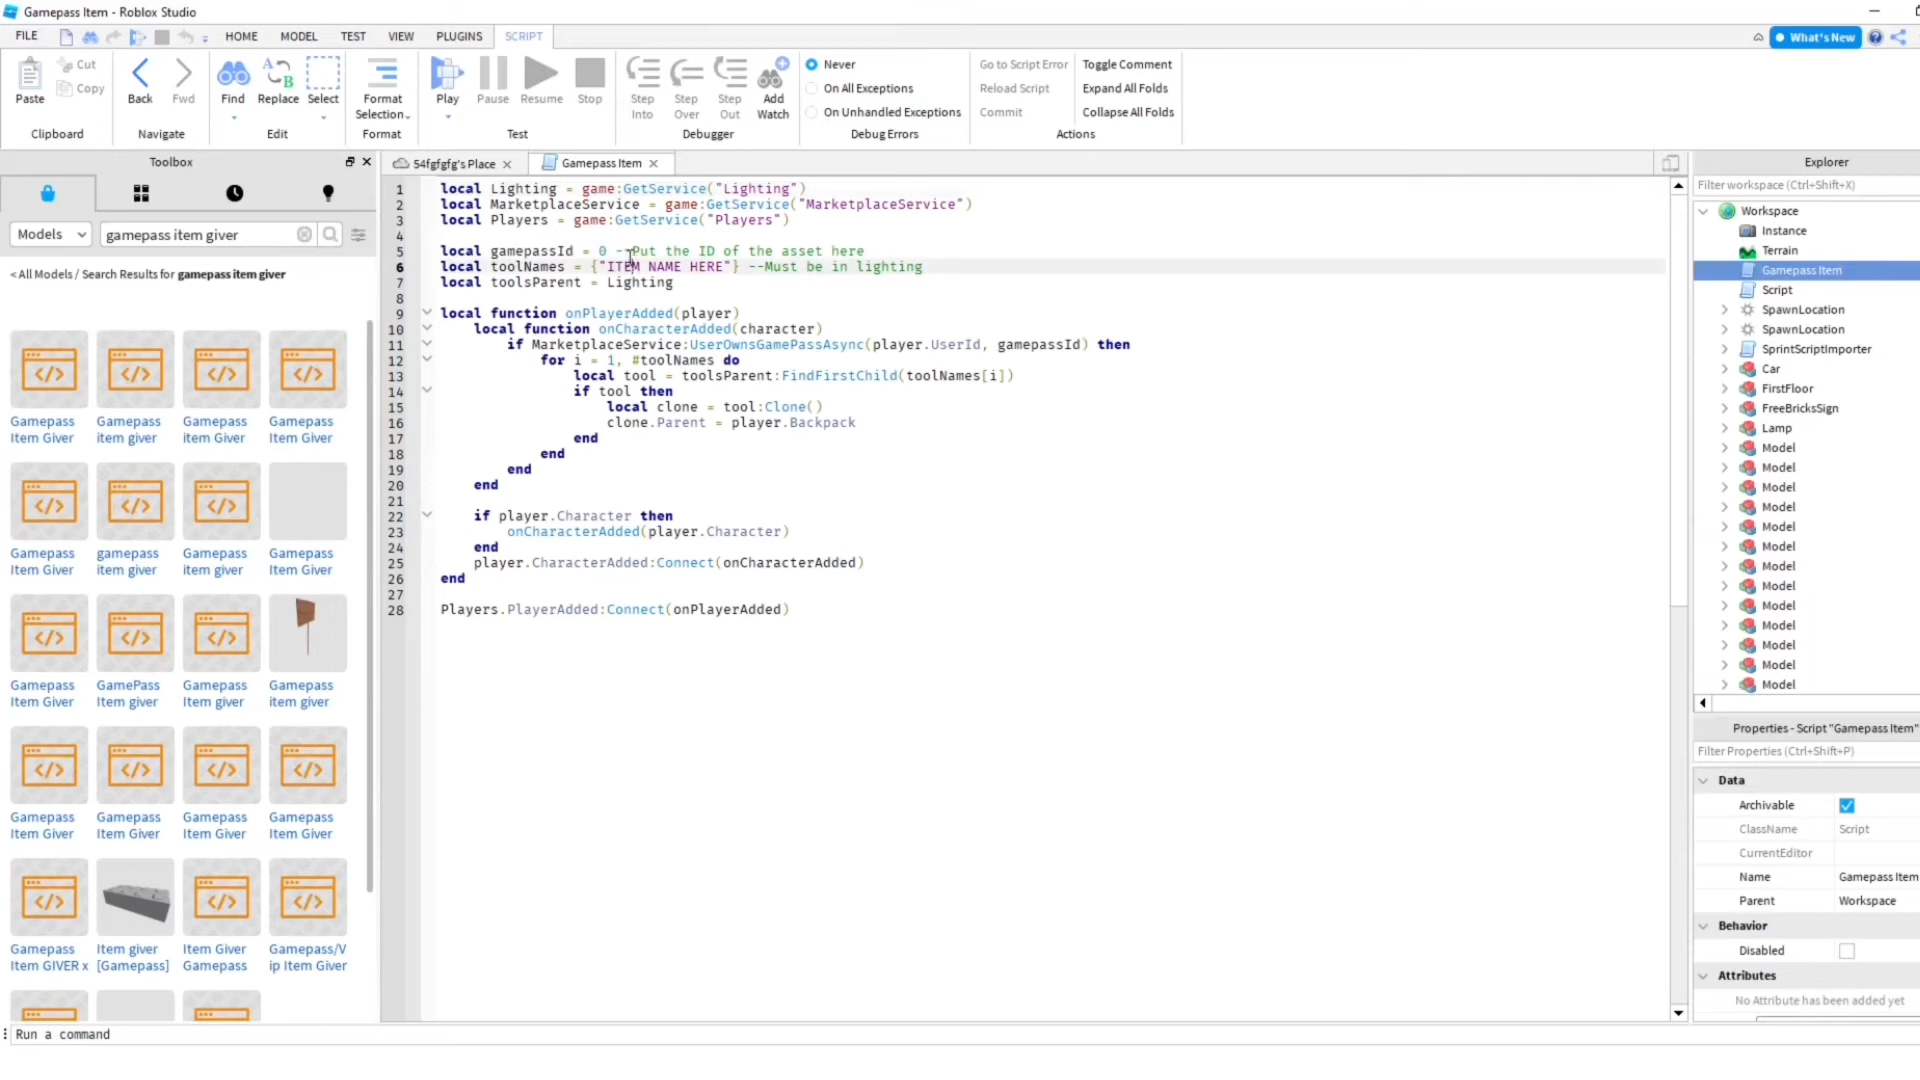 Gamepass Item - Roblox Studio
FILE HOME MODEL TEST VIEW PLUGINS SCRIPT
What's New
Paste Cut Copy
Clipboard
Back Fwd
Navigate
Find Replace Select
Edit
Format Selection
Format
Play Pause Resume Stop
Test
Step Into Step Over Step Out Add Watch
Debugger
Never
On All Exceptions
On Unhandled Exceptions
Debug Errors
Go to Script Error
Reload Script
Commit
Toggle Comment
Expand All Folds
Collapse All Folds
Actions
Toolbox
Models gamepass item giver
< All Models / Search Results for gamepass item giver
Gamepass Item Giver
Gamepass item giver
Gamepass item Giver
Gamepass Item Giver
Gamepass Item Giver
gamepass item giver
Gamepass item giver
Gamepass Item Giver
Gamepass Item Giver
GamePass Item Giver
Gamepass Item giver
Gamepass item giver
Gamepass Item Giver
Gamepass Item Giver
Gamepass Item Giver
Gamepass Item Giver
Gamepass Item GIVER x
Item giver [Gamepass]
Item Giver Gamepass
Gamepass/V ip Item Giver
54fgfgfg's Place Gamepass Item
1 local Lighting = game:GetService("Lighting")
2 local MarketplaceService = game:GetService("MarketplaceService")
3 local Players = game:GetService("Players")
4
5 local gamepassId = 0 --Put the ID of the asset here
6 local toolNames = {"ITEM NAME HERE"} --Must be in lighting
7 local toolsParent = Lighting
8
9 local function onPlayerAdded(player)
10 local function onCharacterAdded(character)
11 if MarketplaceService:UserOwnsGamePassAsync(player.UserId, gamepassId) then
12 for i = 1, #toolNames do
13 local tool = toolsParent:FindFirstChild(toolNames[i])
14 if tool then
15 local clone = tool:Clone()
16 clone.Parent = player.Backpack
17 end
18 end
19 end
20 end
21
22 if player.Character then
23 onCharacterAdded(player.Character)
24 end
25 player.CharacterAdded:Connect(onCharacterAdded)
26 end
27
28 Players.PlayerAdded:Connect(onPlayerAdded)
Explorer
Filter workspace (Ctrl+Shift+X)
Workspace
Instance
Terrain
Gamepass Item
Script
SpawnLocation
SpawnLocation
SprintScriptImporter
Car
FirstFloor
FreeBricksSign
Lamp
Model
Model
Model
Model
Model
Model
Model
Model
Model
Model
Model
Model
Model
Properties - Script "Gamepass Item"
Filter Properties (Ctrl+Shift+P)
Data
Archivable
ClassName Script
CurrentEditor
Name Gamepass Item
Parent Workspace
Behavior
Disabled
Attributes
No Attribute has been added yet
Run a command